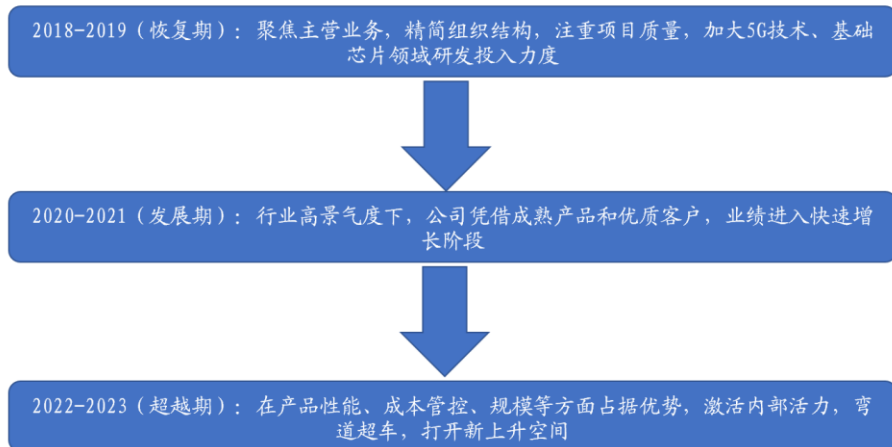 2018-2019（恢复期）：聚焦主营业务，精简组织结构，注重项目质量，加大5G技术、基础
芯片领域研发投入力度
2020-2021（发展期）：行业高景气度下，公司凭借成熟产品和优质客户，业绩进入快速增
长阶段
2022-2023（超越期）：在产品性能、成本管控、规模等方面占据优势，激活内部活力，弯
道超车，打开新上升空间